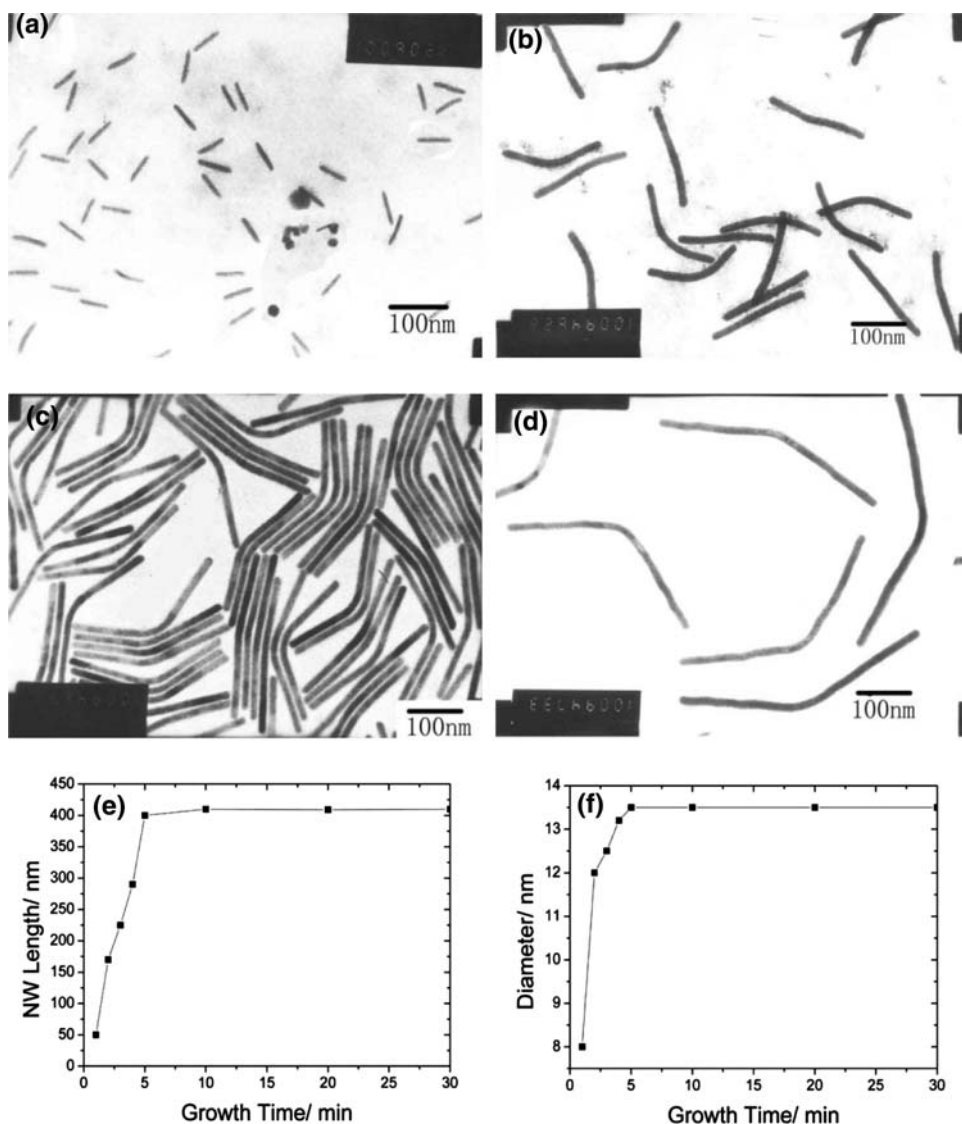 (a)
100nm
(b)
100nm
(c)
100nm
(d)
100nm
(e)
450
400
350
300
250
200
150
100
50
0
NW Length/ nm
0 5 10 15 20 25 30
Growth Time/ min
(f)
14
13
12
11
10
9
8
Diameter/ nm
0 5 10 15 20 25 30
Growth Time/ min